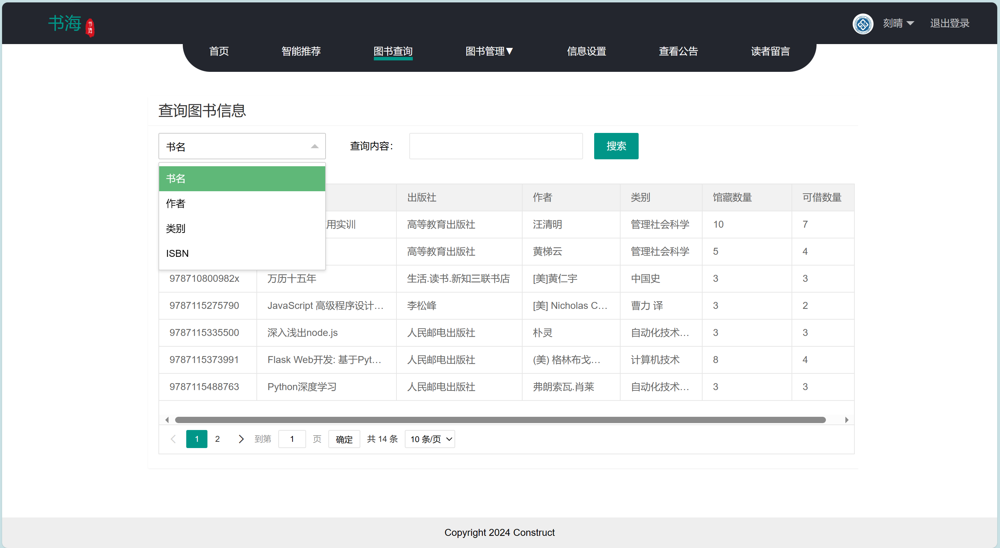 书海 书海
刻晴 退出登录
首页 智能推荐 图书查询 图书管理▼ 信息设置 查看公告 读者留言
查询图书信息
书名 查询内容： 搜索
书名
作者
类别
ISBN
出版社 作者 类别 馆藏数量 可借数量
用实训 高等教育出版社 汪清明 管理社会科学 10 7
高等教育出版社 黄梯云 管理社会科学 5 4
978710800982x 万历十五年 生活.读书.新知三联书店 [美]黄仁宇 中国史 3 3
9787115275790 JavaScript 高级程序设计… 李松峰 [美] Nicholas C… 曹力 译 3 2
9787115335500 深入浅出node.js 人民邮电出版社 朴灵 自动化技术… 3 3
9787115373991 Flask Web开发: 基于Pyt… 人民邮电出版社 (美) 格林布戈… 计算机技术 8 4
9787115488763 Python深度学习 人民邮电出版社 弗朗索瓦.肖莱 自动化技术… 3 3
1 2 到第 1 页 确定 共 14 条 10 条/页
Copyright 2024 Construct